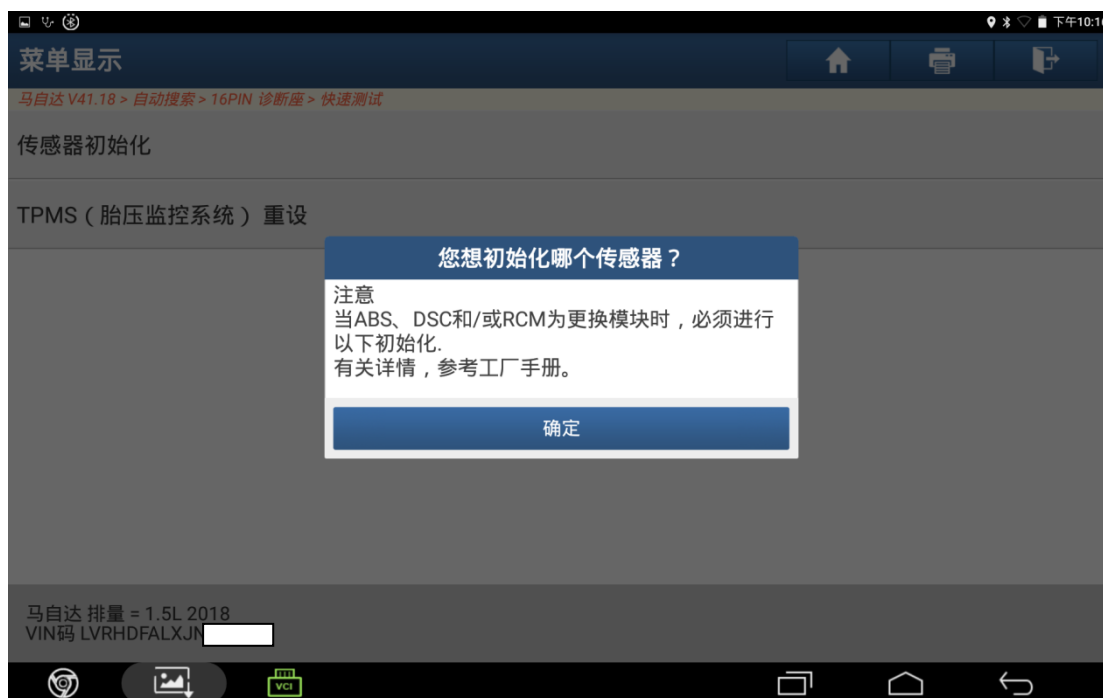 下午10:16
菜单显示
马自达 V41.18 > 自动搜索 > 16PIN 诊断座 > 快速测试
传感器初始化
TPMS（胎压监控系统）重设
您想初始化哪个传感器？
注意
当ABS、DSC和/或RCM为更换模块时，必须进行
以下初始化.
有关详情，参考工厂手册。
确定
马自达 排量 = 1.5L 2018
VIN码 LVRHDFALXJN
VCI